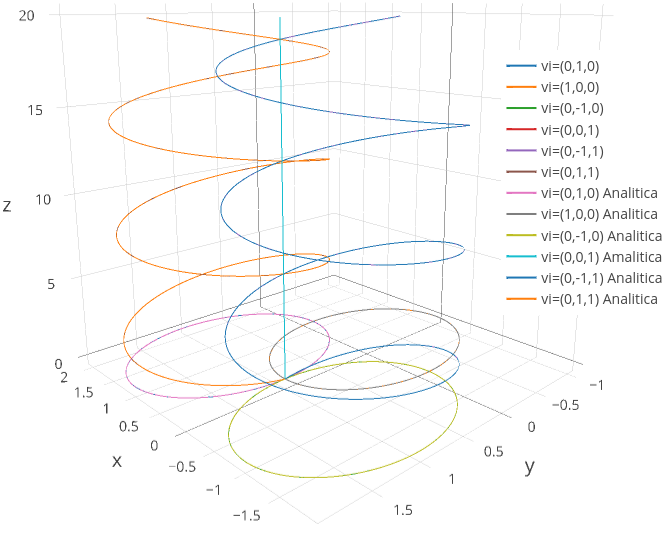 20
15
10
5
0
z
2
1.5
1
0.5
0
−0.5
−1
−1.5
x
−1
−0.5
0
0.5
1
1.5
y
vi=(0,1,0)
vi=(1,0,0)
vi=(0,-1,0)
vi=(0,0,1)
vi=(0,-1,1)
vi=(0,1,1)
vi=(0,1,0) Analitica
vi=(1,0,0) Analitica
vi=(0,-1,0) Analitica
vi=(0,0,1) Amalitica
vi=(0,-1,1) Analitica
vi=(0,1,1) Analitica